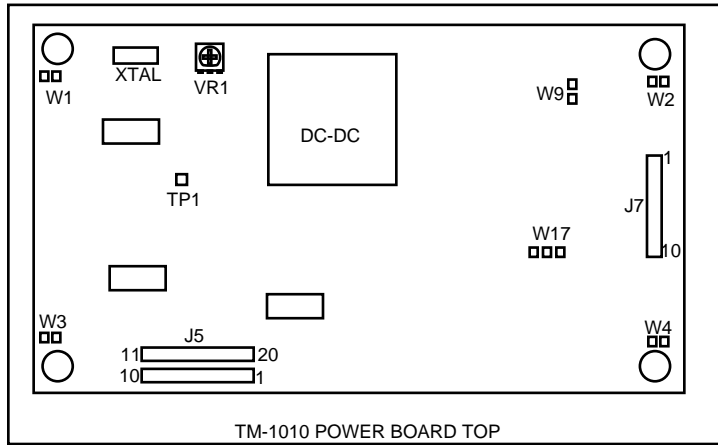 XTAL
VR1
W1
W9
W2
DC-DC
TP1
1
J7
10
W17
W3
J5
W4
11
20
10
1
TM-1010 POWER BOARD TOP